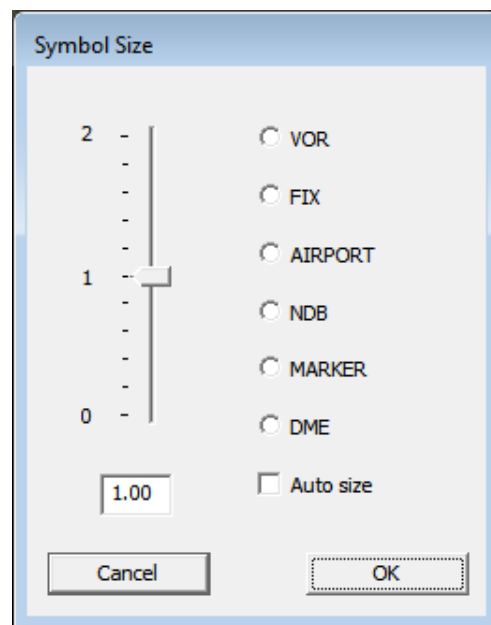 Symbol Size
2
VOR
FIX
AIRPORT
1
NDB
MARKER
0
DME
1.00
Auto size
Cancel
OK